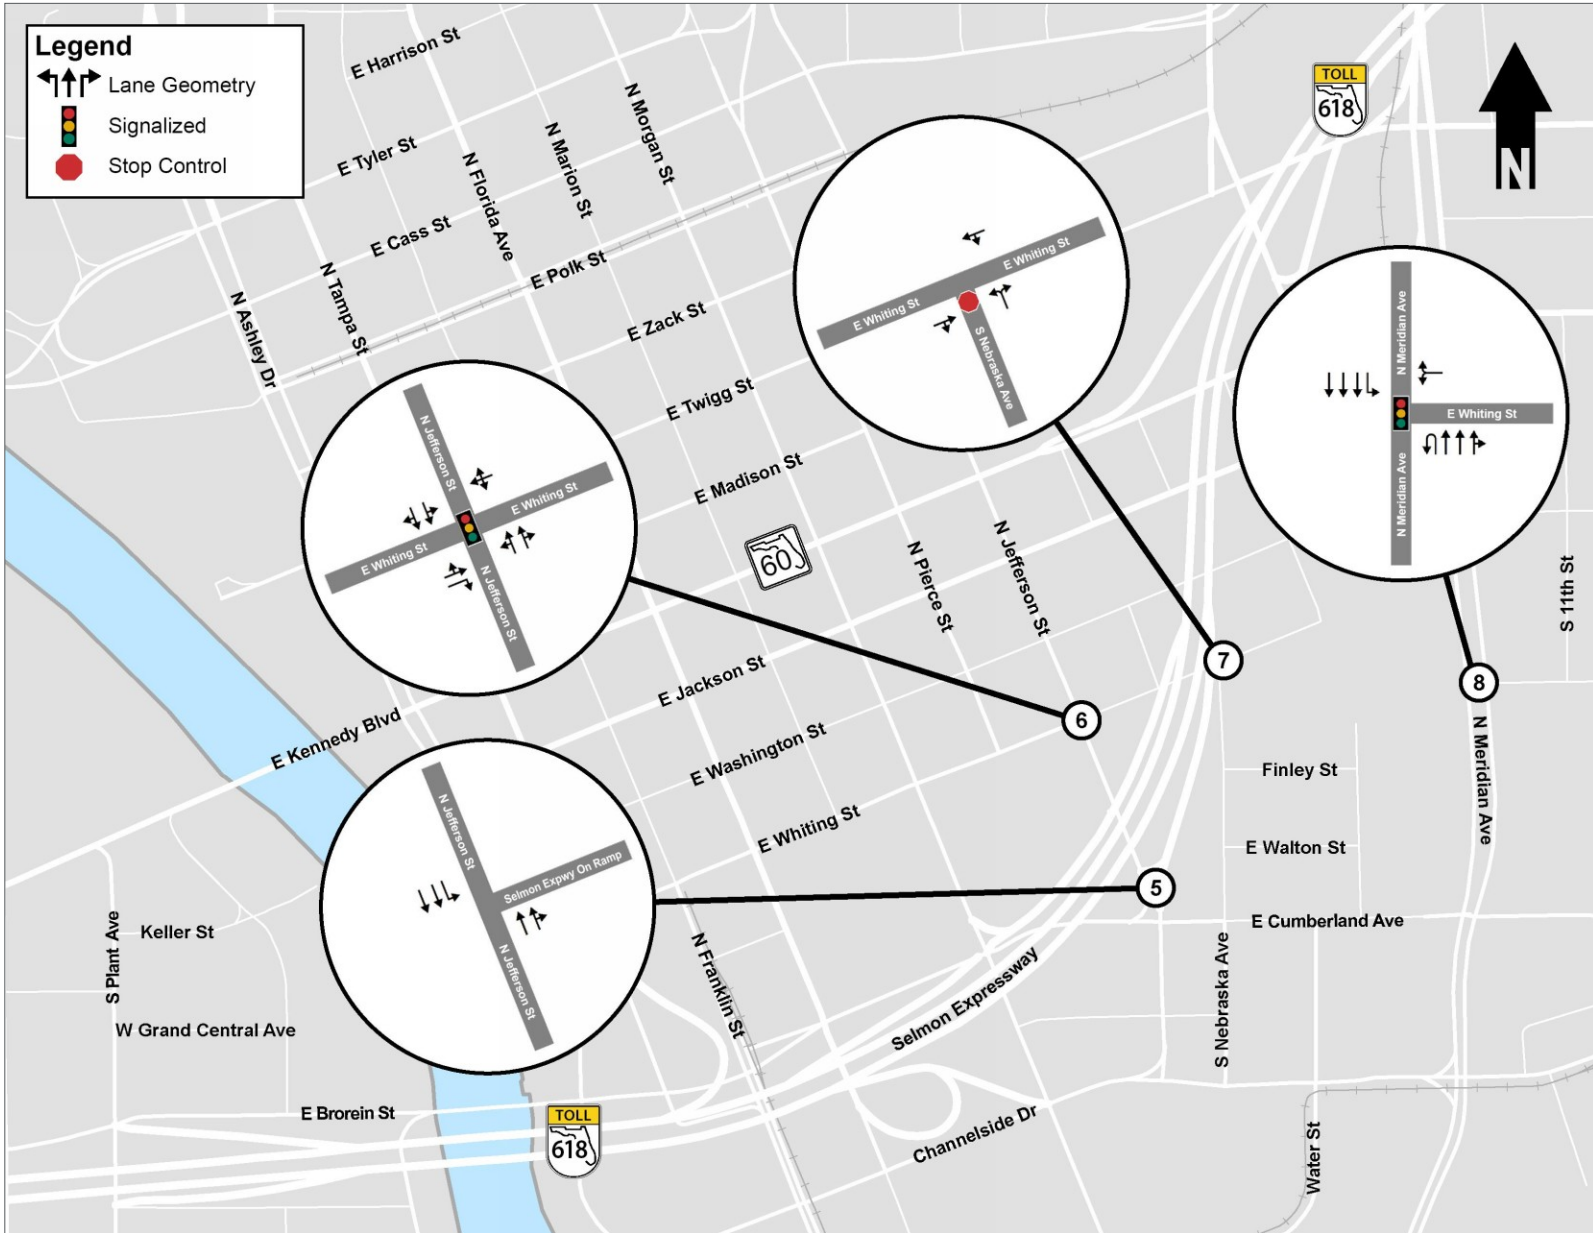 Legend
Lane Geometry
Signalized
Stop Control
E Harrison St
E Tyler St
E Cass St
E Polk St
E Zack St
E Twigg St
E Madison St
E Jackson St
E Washington St
E Whiting St
E Kennedy Blvd
N Ashley Dr
N Tampa St
N Florida Ave
N Marion St
N Morgan St
N Pierce St
N Jefferson St
TOLL
618
N
60
E Whiting St
E Whiting St
S Nebraska Ave
N Meridian Ave
E Whiting St
N Meridian Ave
N Jefferson St
E Whiting St
E Whiting St
N Jefferson St
N Jefferson St
Selmon Expwy On Ramp
N Jefferson St
5
6
7
8
S 11th St
N Meridian Ave
Finley St
E Walton St
E Cumberland Ave
S Nebraska Ave
Selmon Expressway
N Franklin St
Channelside Dr
Water St
S Plant Ave
Keller St
W Grand Central Ave
E Brorein St
TOLL
618